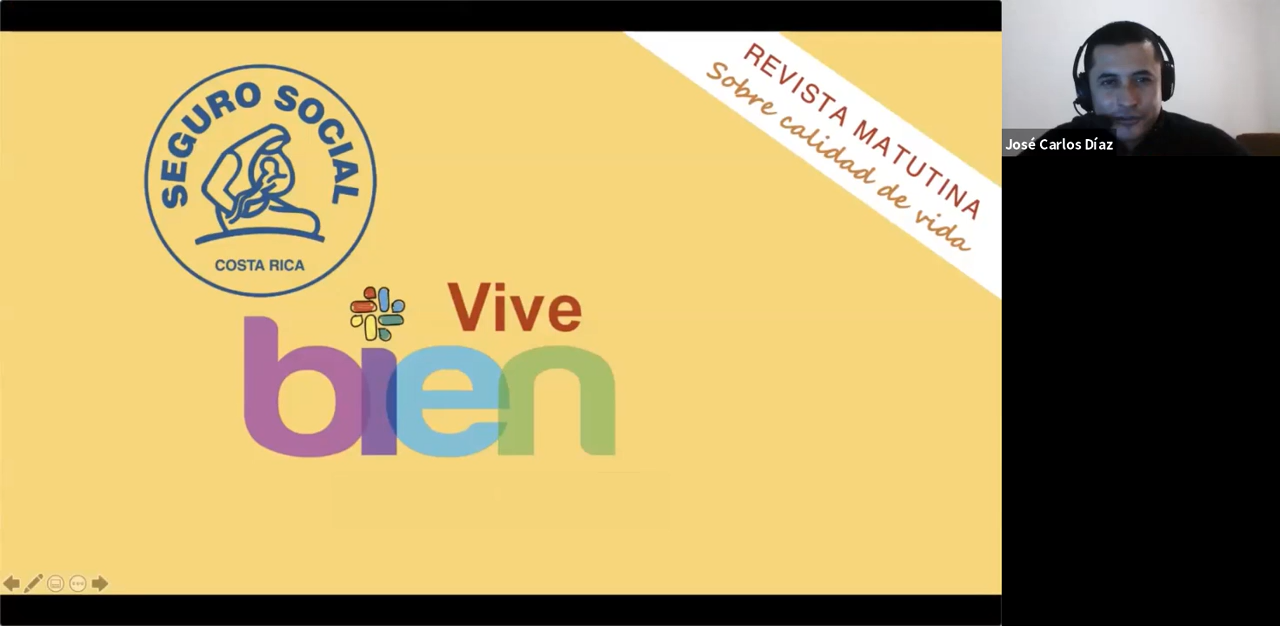 SEGURO SOCIAL
COSTA RICA
Vive
bien
REVISTA MATUTINA
Sobre calidad de vida
José Carlos Díaz